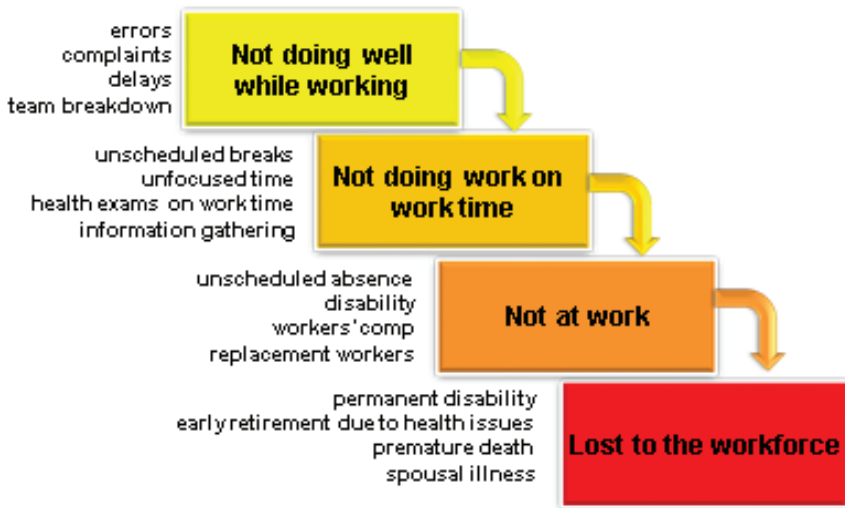 errors
complaints
delays
team breakdown
Not doing well
while working
unscheduled breaks
unfocused time
health exams on work time
information gathering
Not doing work on
work time
unscheduled absence
disability
workers' comp
replacement workers
Not at work
permanent disability
early retirement due to health issues
premature death
spousal illness
Lost to the workforce